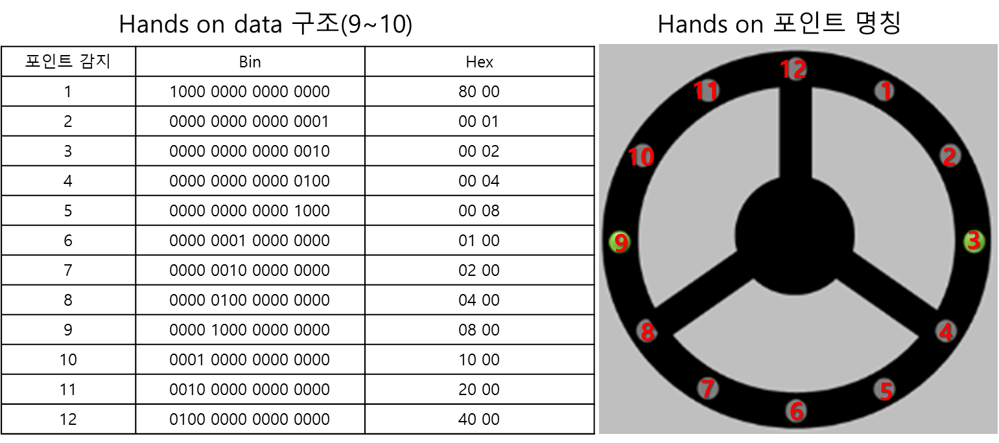 Hands on data 구조(9~10)
포인트 감지 Bin Hex
1 1000 0000 0000 0000 80 00
2 0000 0000 0000 0001 00 01
3 0000 0000 0000 0010 00 02
4 0000 0000 0000 0100 00 04
5 0000 0000 0000 1000 00 08
6 0000 0001 0000 0000 01 00
7 0000 0010 0000 0000 02 00
8 0000 0100 0000 0000 04 00
9 0000 1000 0000 0000 08 00
10 0001 0000 0000 0000 10 00
11 0010 0000 0000 0000 20 00
12 0100 0000 0000 0000 40 00
Hands on 포인트 명칭
12
11 1
10 2
9 3
8 4
7 5
6